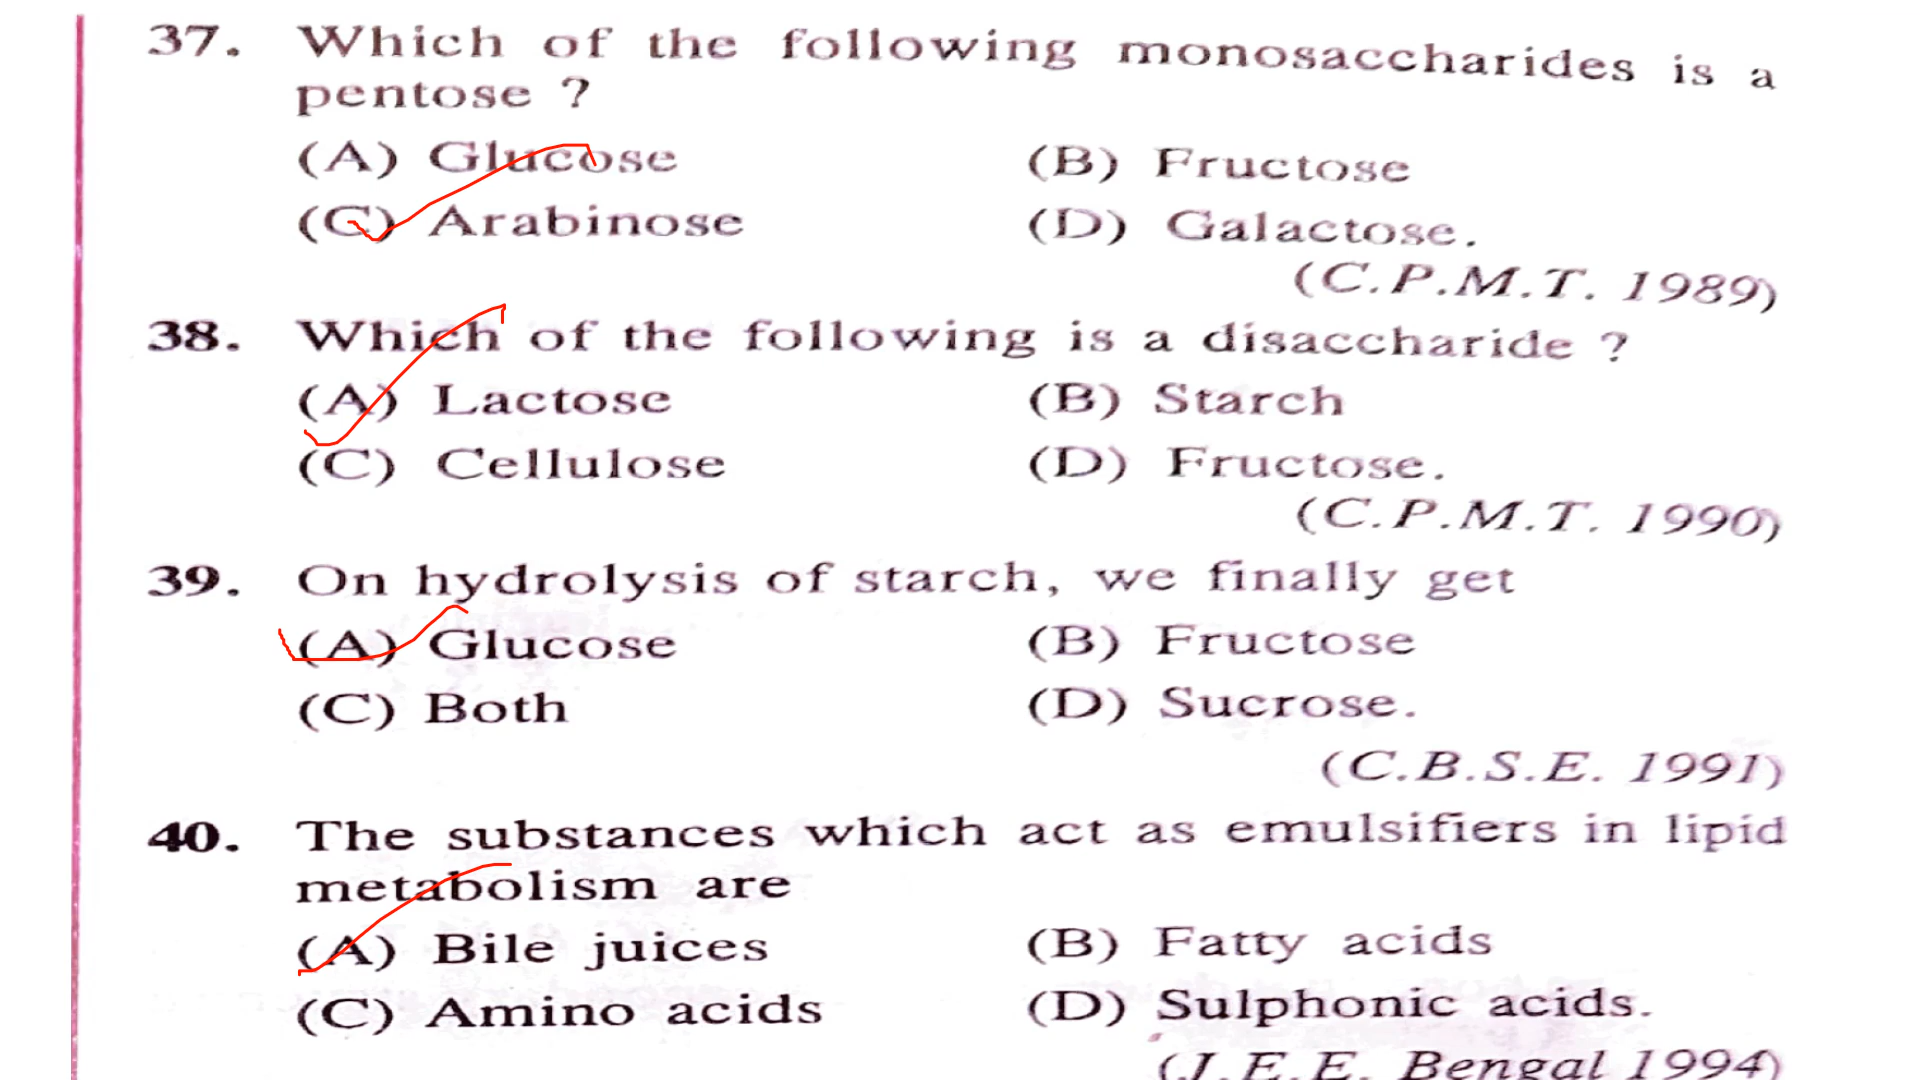 37. Which of the following monosaccharides is a
pentose ?
(A) Glucose (B) Fructose
(C) Arabinose (D) Galactose.
(C.P.M.T. 1989)
38. Which of the following is a disaccharide ?
(A) Lactose (B) Starch
(C) Cellulose (D) Fructose.
(C.P.M.T. 1990)
39. On hydrolysis of starch, we finally get
(A) Glucose (B) Fructose
(C) Both (D) Sucrose.
(C.B.S.E. 1991)
40. The substances which act as emulsifiers in lipid
metabolism are
(A) Bile juices (B) Fatty acids
(C) Amino acids (D) Sulphonic acids.
(J.E.E. Bengal 1994)